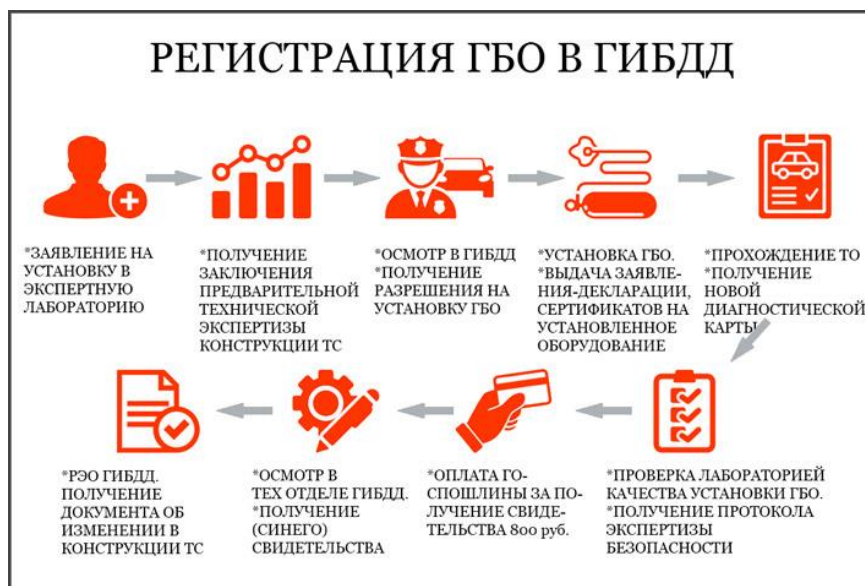 РЕГИСТРАЦИЯ ГБО В ГИБДД
*ЗАЯВЛЕНИЕ НА
УСТАНОВКУ В
ЭКСПЕРТНУЮ
ЛАБОРАТОРИЮ
*ПОЛУЧЕНИЕ
ЗАКЛЮЧЕНИЯ
ПРЕДВАРИТЕЛЬНОЙ
ТЕХНИЧЕСКОЙ
ЭКСПЕРТИЗЫ
КОНСТРУКЦИИ ТС
*ОСМОТР В ГИБДД
*ПОЛУЧЕНИЕ
РАЗРЕШЕНИЯ НА
УСТАНОВКУ ГБО
*УСТАНОВКА ГБО.
*ВЫДАЧА ЗАЯВЛЕ-
НИЯ-ДЕКЛАРАЦИИ,
СЕРТИФИКАТОВ НА
УСТАНОВЛЕННОЕ
ОБОРУДОВАНИЕ
*ПРОХОЖДЕНИЕ ТО
*ПОЛУЧЕНИЕ
НОВОЙ
ДИАГНОСТИЧЕСКОЙ
КАРТЫ
*РЭО ГИБДД.
ПОЛУЧЕНИЕ
ДОКУМЕНТА ОБ
ИЗМЕНЕНИИ В
КОНСТРУКЦИИ ТС
*ОСМОТР В
ТЕХ ОТДЕЛЕ ГИБДД.
*ПОЛУЧЕНИЕ
(СИНЕГО)
СВИДЕТЕЛЬСТВА
*ОПЛАТА ГО-
СПОШЛИНЫ ЗА ПО-
ЛУЧЕНИЕ СВИДЕ-
ТЕЛЬСТВА 800 руб.
*ПРОВЕРКА ЛАБОРАТОРИЕЙ
КАЧЕСТВА УСТАНОВКИ ГБО.
*ПОЛУЧЕНИЕ ПРОТОКОЛА
ЭКСПЕРТИЗЫ
БЕЗОПАСНОСТИ